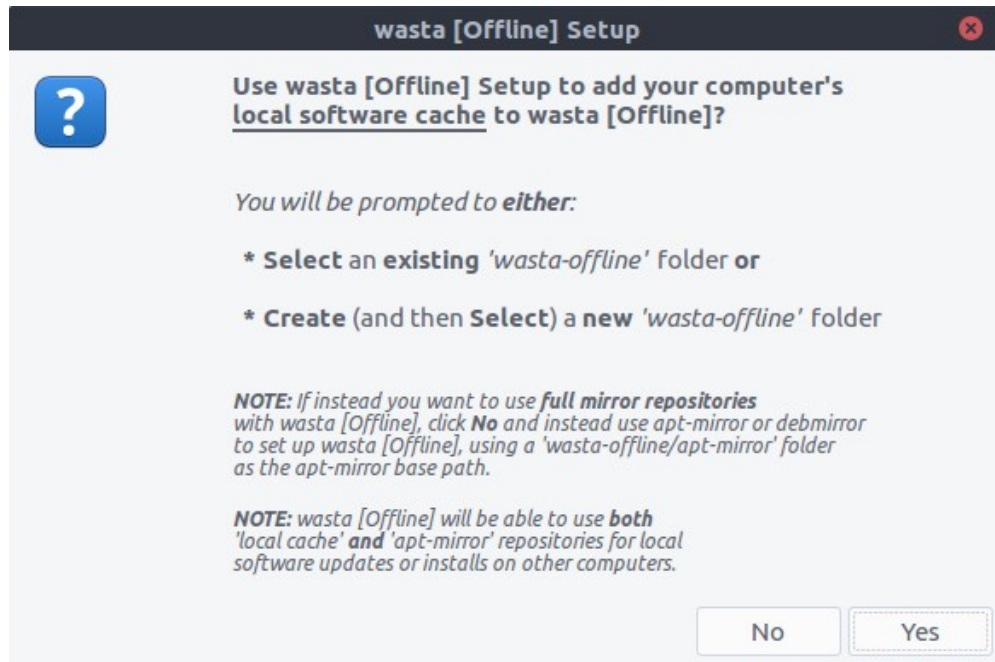 wasta [Offline] Setup
Use wasta [Offline] Setup to add your computer's
local software cache to wasta [Offline]?
You will be prompted to either:
* Select an existing 'wasta-offline' folder or
* Create (and then Select) a new 'wasta-offline' folder
NOTE: If instead you want to use full mirror repositories
with wasta [Offline], click No and instead use apt-mirror or debmirror
to set up wasta [Offline], using a 'wasta-offline/apt-mirror' folder
as the apt-mirror base path.
NOTE: wasta [Offline] will be able to use both
'local cache' and 'apt-mirror' repositories for local
software updates or installs on other computers.
No Yes